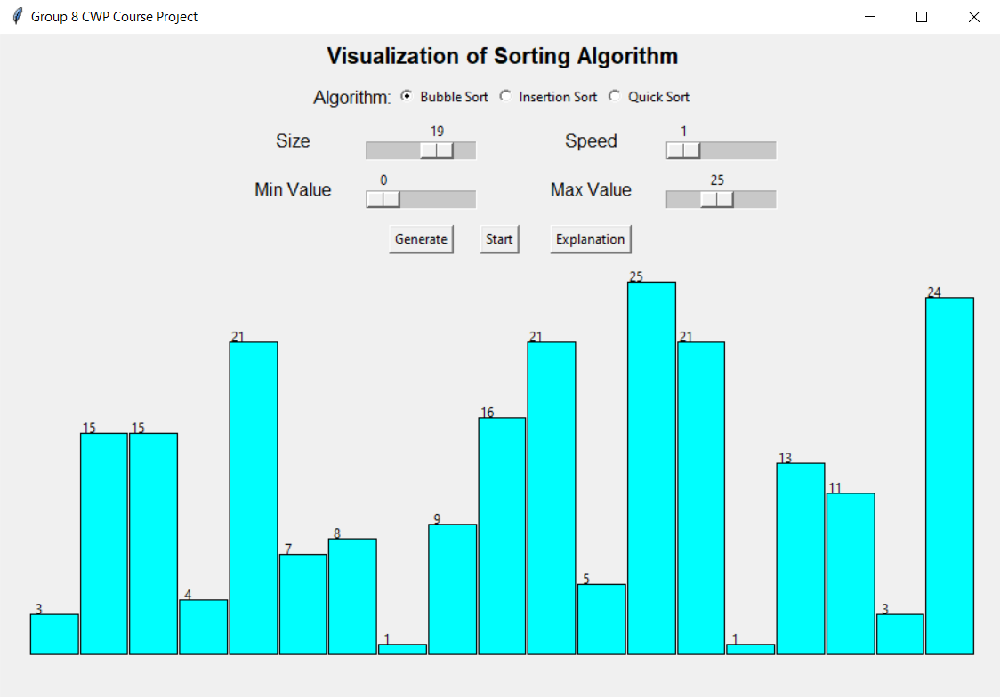 Group 8 CWP Course Project
Visualization of Sorting Algorithm
Algorithm: Bubble Sort Insertion Sort Quick Sort
Size 19 Speed 1
Min Value 0 Max Value 25
Generate Start Explanation
3 15 15 4 21 7 8 1 9 16 21 5 25 21 1 13 11 3 24